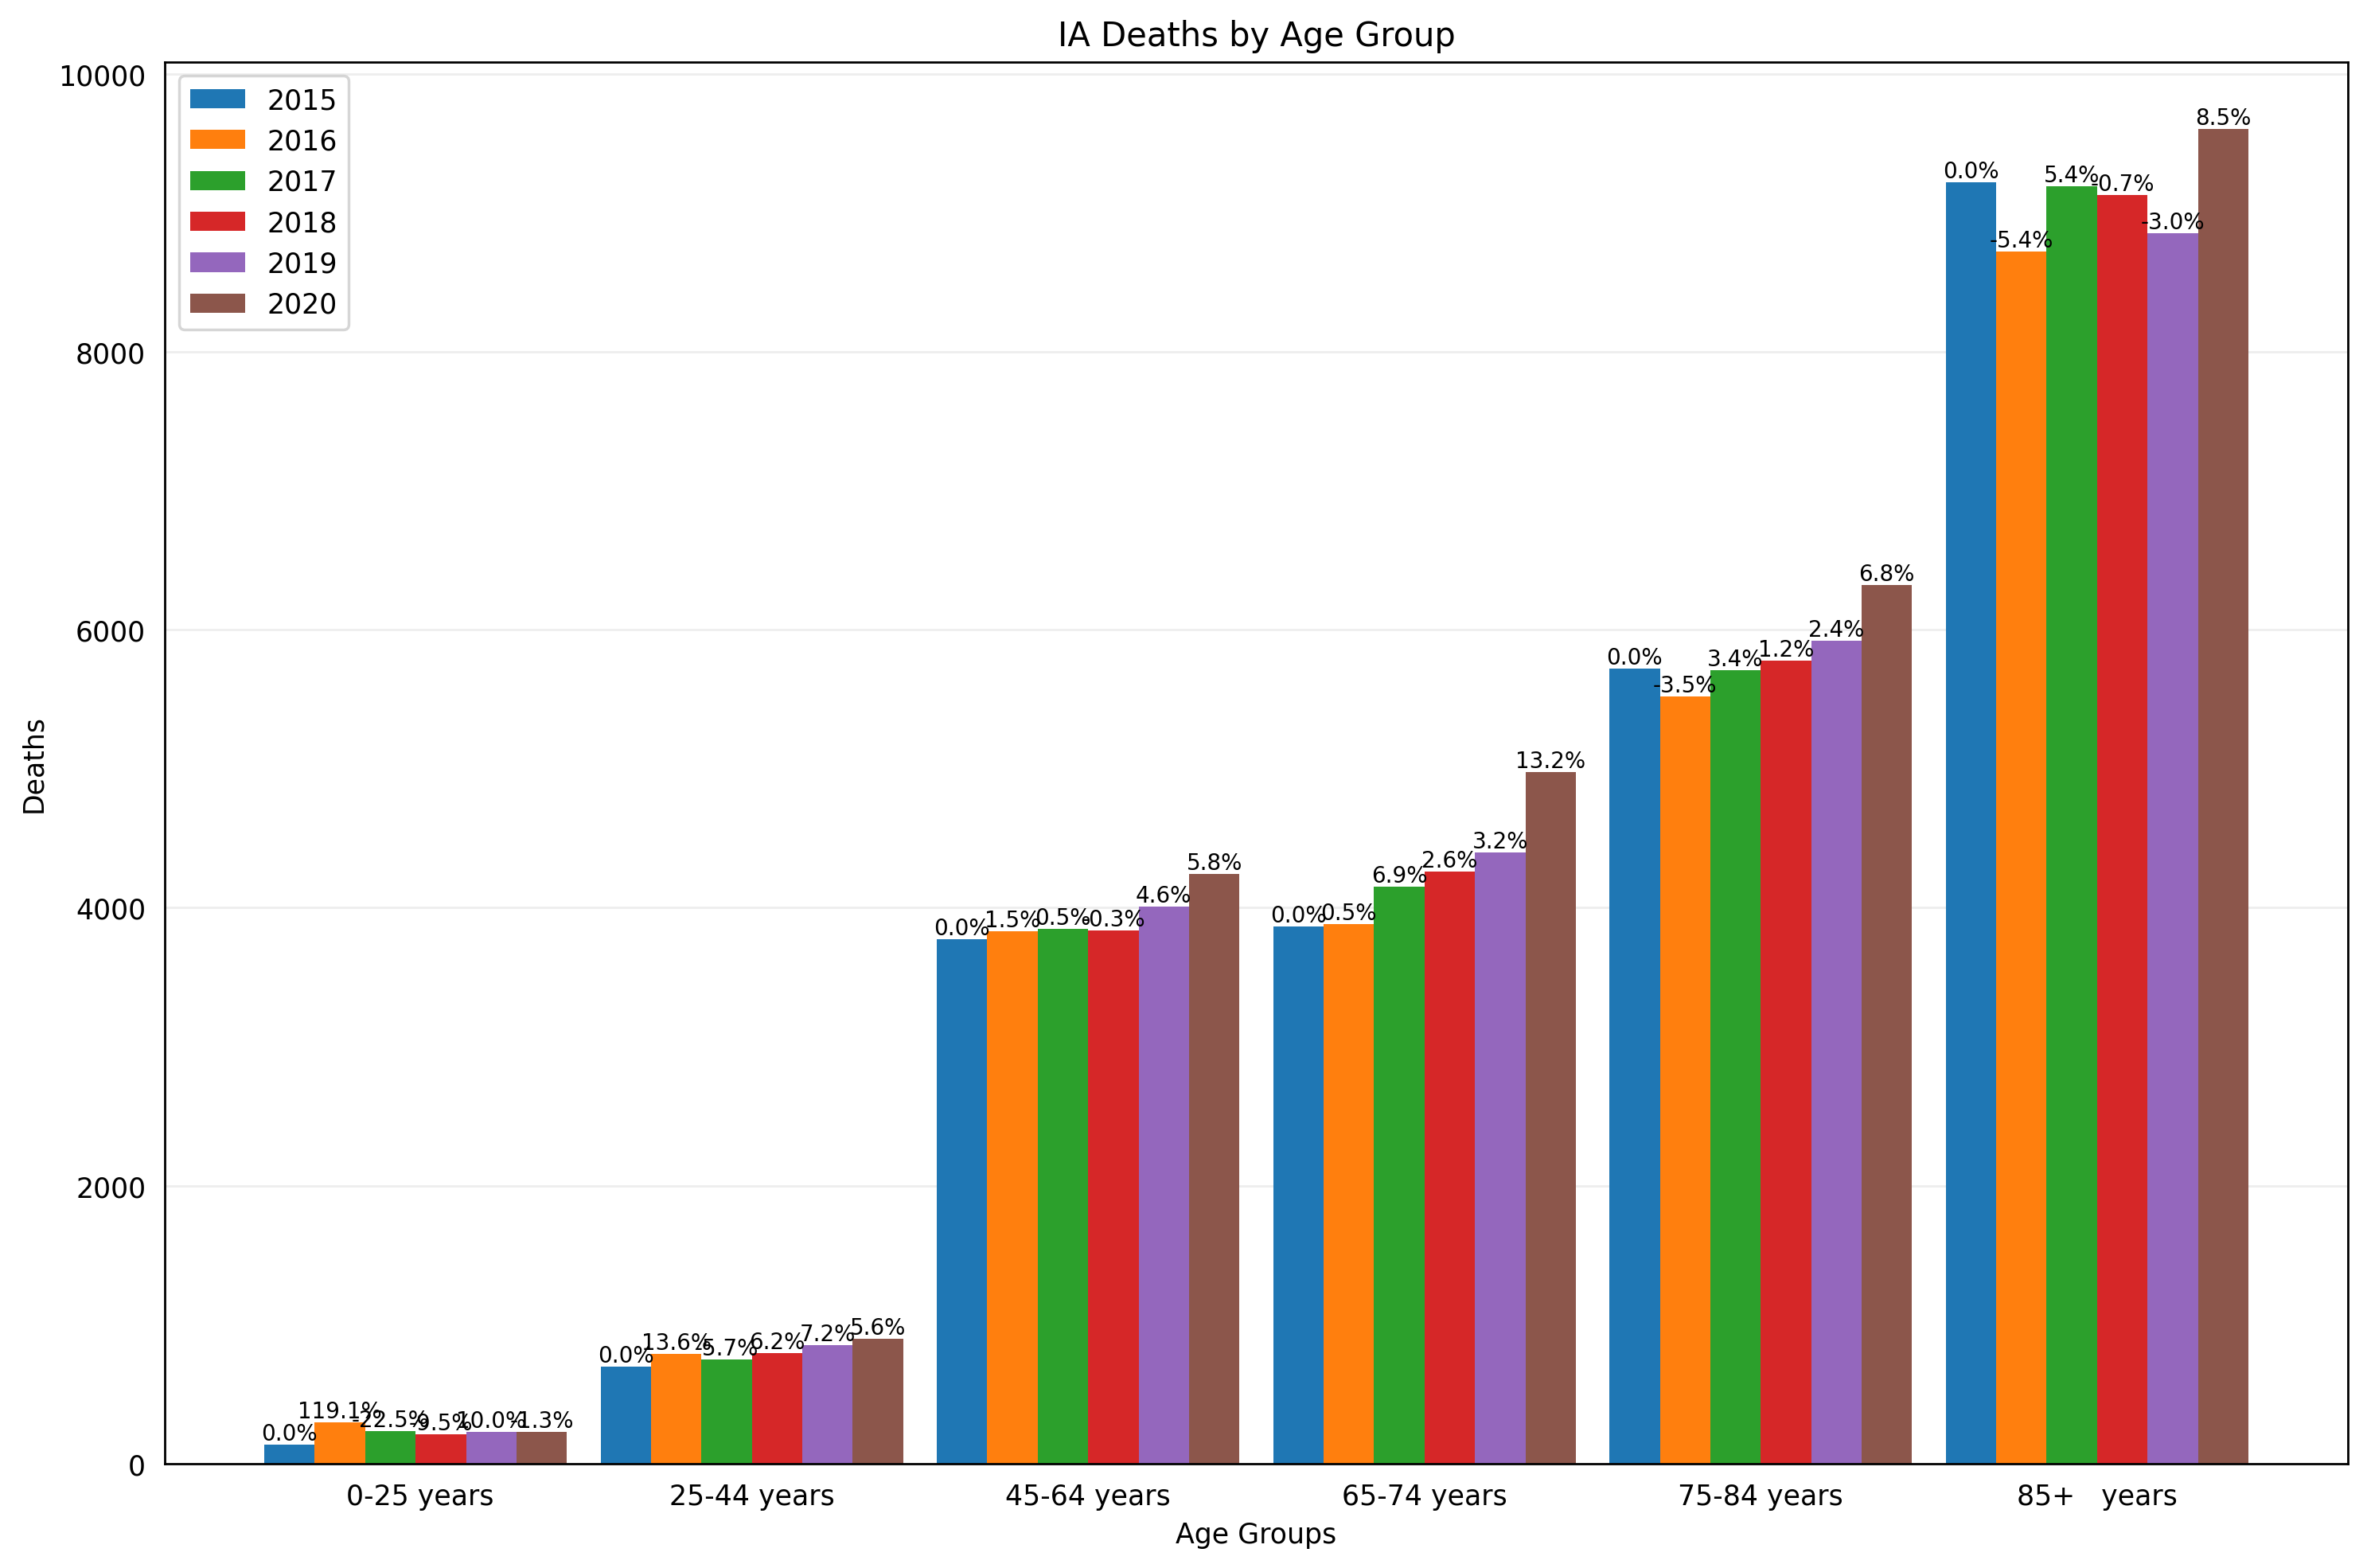 IA Deaths by Age Group
10000
8000
6000
4000
2000
0
Deaths
2015
2016
2017
2018
2019
2020
0.0% 119.1% -22.5% -9.5% 10.0% -1.3%
0.0% 13.6% -5.7% 6.2% 7.2% 5.6%
0.0% 1.5% 0.5% -0.3% 4.6% 5.8%
0.0% 0.5% 6.9% 2.6% 3.2% 13.2%
0.0% -3.5% 3.4% 1.2% 2.4% 6.8%
0.0% -5.4% 5.4% -0.7% -3.0% 8.5%
0-25 years 25-44 years 45-64 years 65-74 years 75-84 years 85+ years
Age Groups